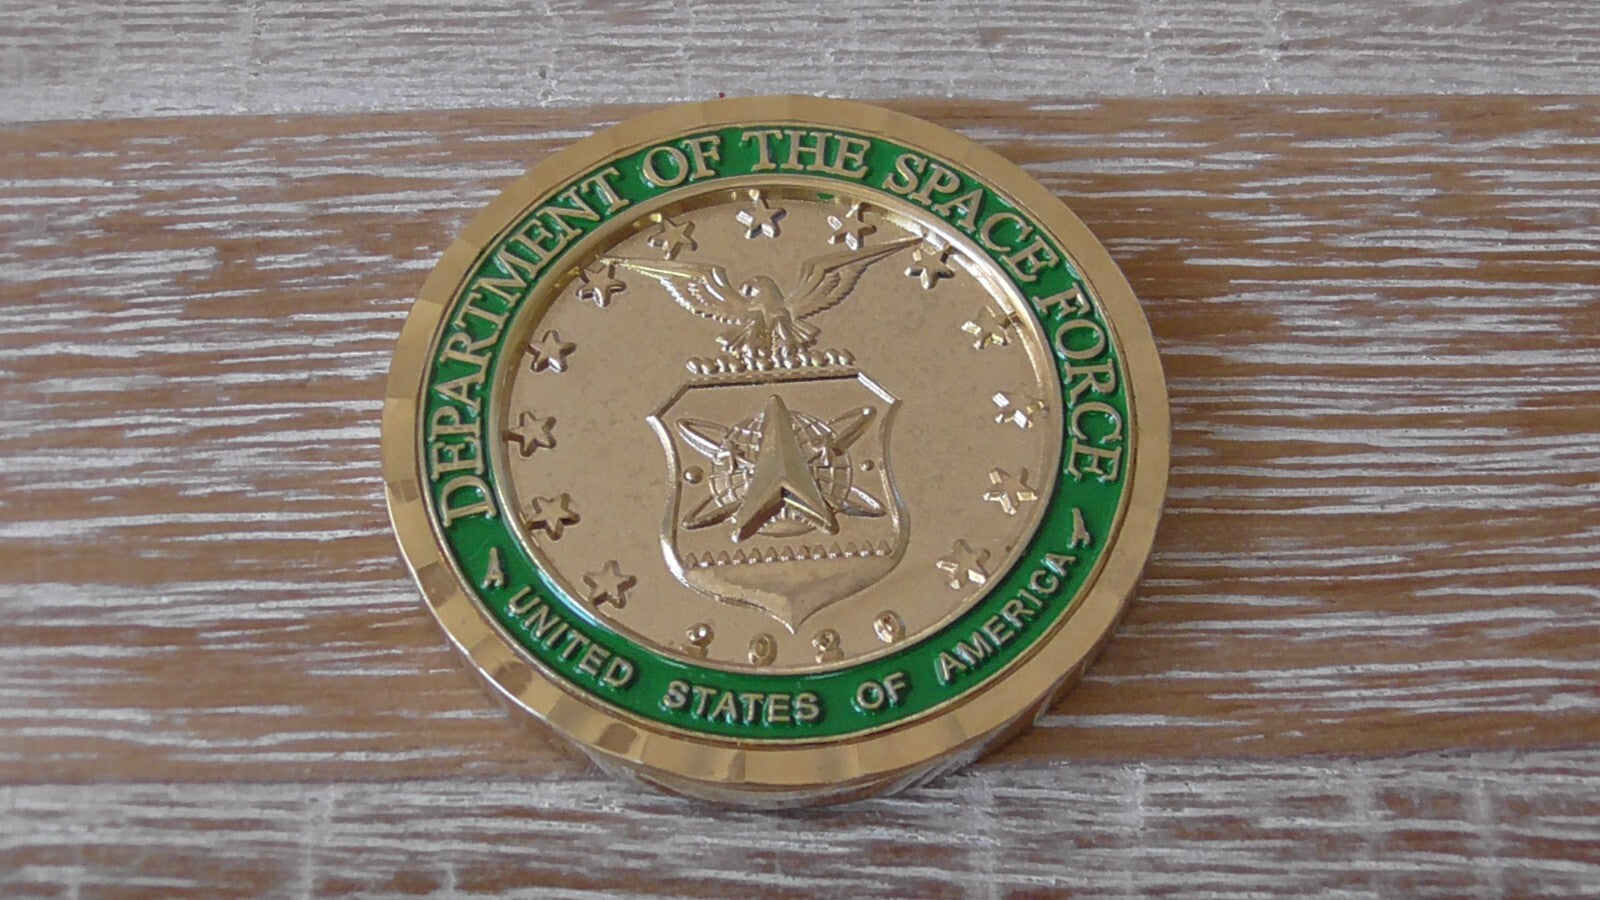 DEPARTMENT OF THE SPACE FORCE
2020
UNITED STATES OF AMERICA